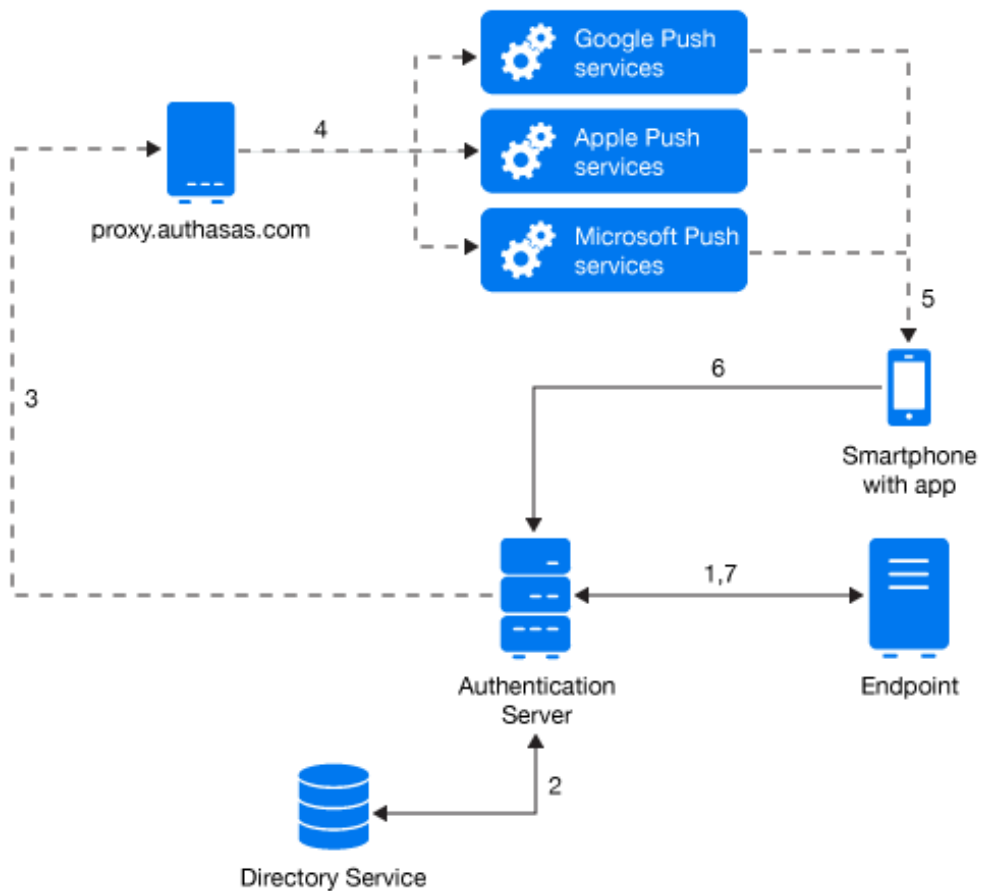 Google Push
services
4
Apple Push
services
proxy.authasas.com
Microsoft Push
services
5
6
3
Smartphone
with app
1,7
Authentication
Server
Endpoint
2
Directory Service